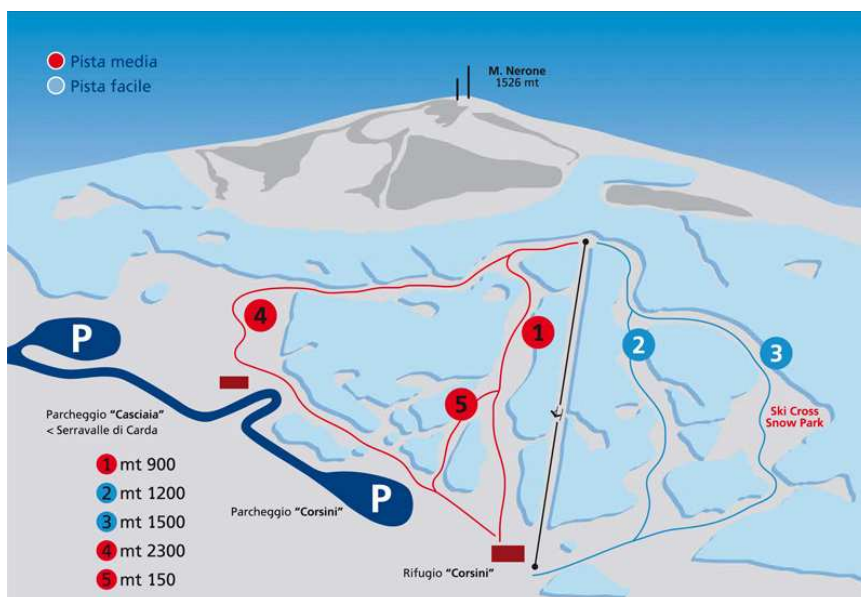 Pista media
Pista facile
M. Nerone
1526 mt
4
1
2
3
5
P
Parcheggio "Casciaia"
< Serravalle di Carda
Ski Cross
Snow Park
1 mt 900
2 mt 1200
3 mt 1500
4 mt 2300
5 mt 150
P
Parcheggio "Corsini"
Rifugio "Corsini"